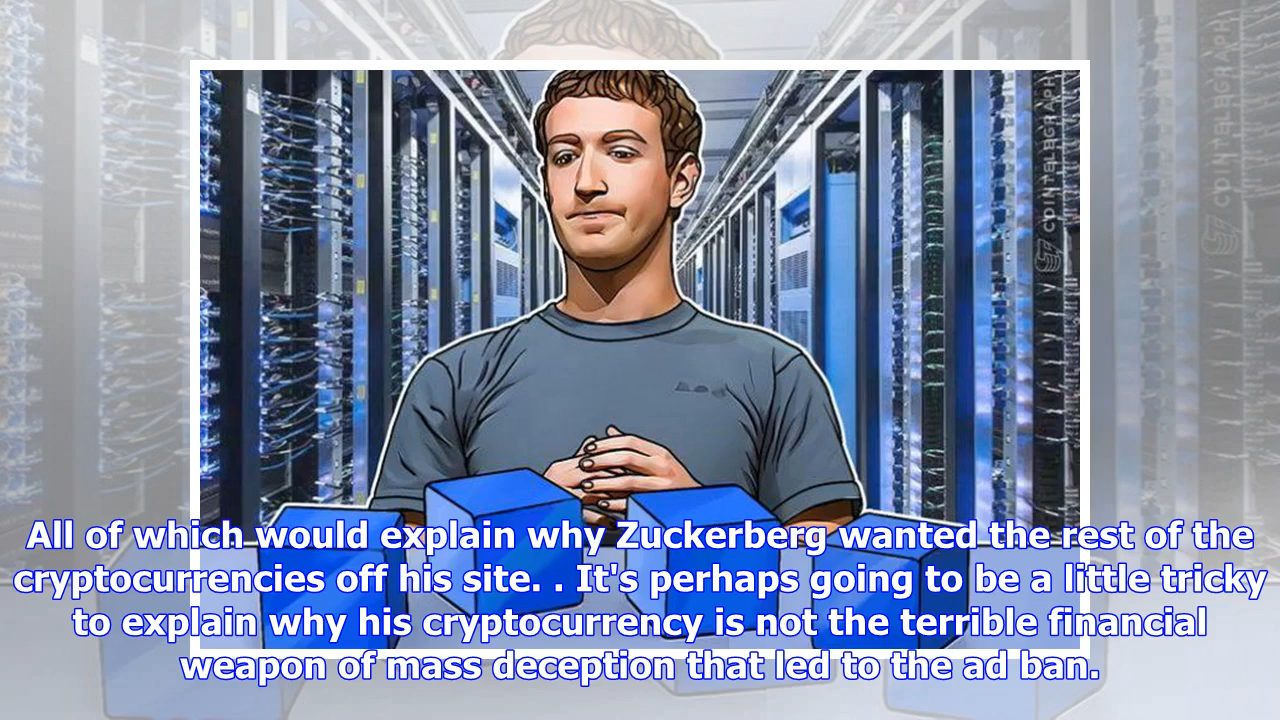 COINTELEGRAPH
COINTELEGRAPH
All of which would explain why Zuckerberg wanted the rest of the
cryptocurrencies off his site. . It's perhaps going to be a little tricky
to explain why his cryptocurrency is not the terrible financial
weapon of mass deception that led to the ad ban.